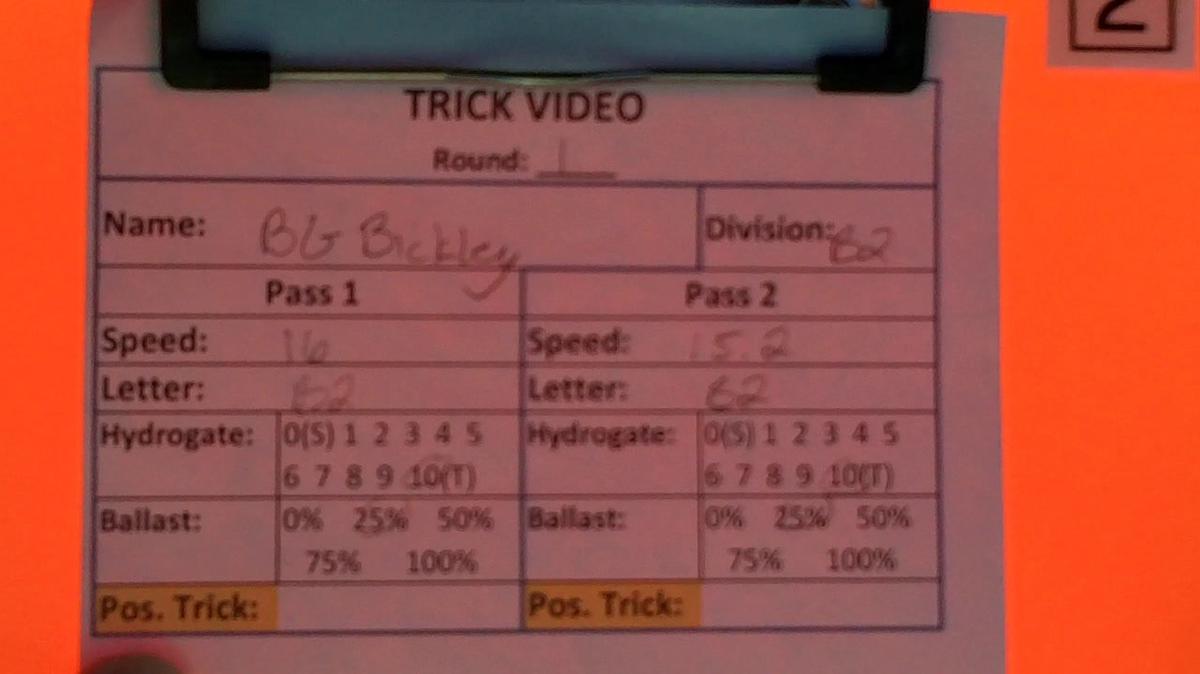 2
TRICK VIDEO
Round: 1
Name: BG Bickley Division: B2
Pass 1 Pass 2
Speed: 16 Speed: 15.2
Letter: B2 Letter: B2
Hydrogate: 0(S) 1 2 3 4 5 Hydrogate: 0(S) 1 2 3 4 5
6 7 8 9 10(T) 6 7 8 9 10(T)
Ballast: 0% 25% 50% Ballast: 0% 25% 50%
75% 100% 75% 100%
Pos. Trick: Pos. Trick: